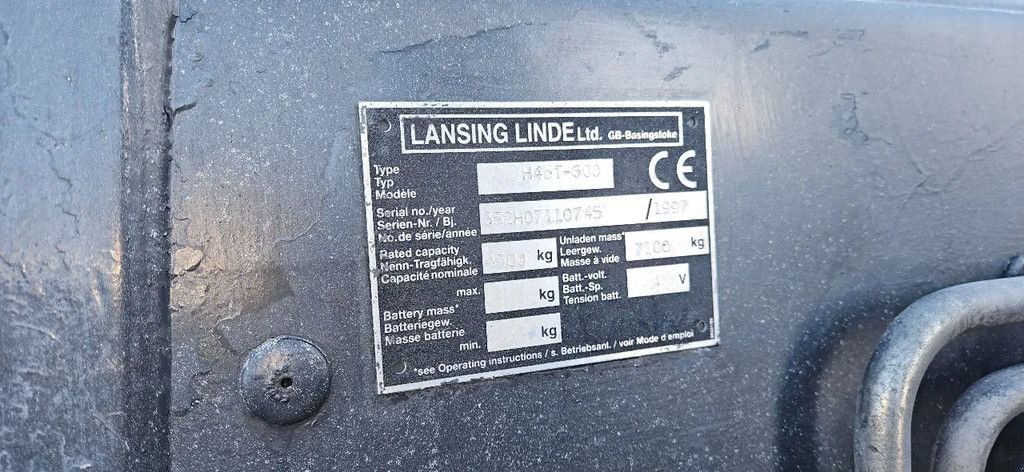 LANSING LINDE Ltd. GB-Basingstoke
Type
Typ
Modèle
CE
Serial no./year
Serien-Nr. / Bj.
No. de série/année
/1997
Rated capacity
Nenn-Tragfähigk.
Capacité nominale
4500 kg
Unladen mass*
Leergew.
Masse à vide
kg
max. kg
Batt.-volt.
Batt.-Sp.
Tension batt.
V
Battery mass*
Batteriegew.
Masse batterie
min. kg
*see Operating instructions / s. Betriebsanl. / voir Mode d'emploi